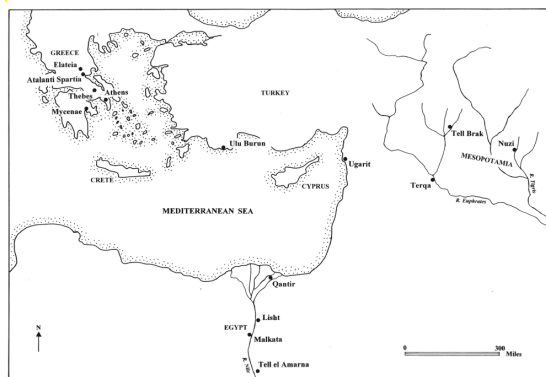 GREECE
Elateia
Atalanti Spartia
Thebes
Athens
Mycenae
TURKEY
Tell Brak
Nuzi
MESOPOTAMIA
Ulu Burun
Ugarit
CRETE
CYPRUS
Terqa
R. Euphrates
R. Tigris
MEDITERRANEAN SEA
Qantir
Lisht
EGYPT
Malkata
N
0 300
Miles
R. Nile
Tell el Amarna